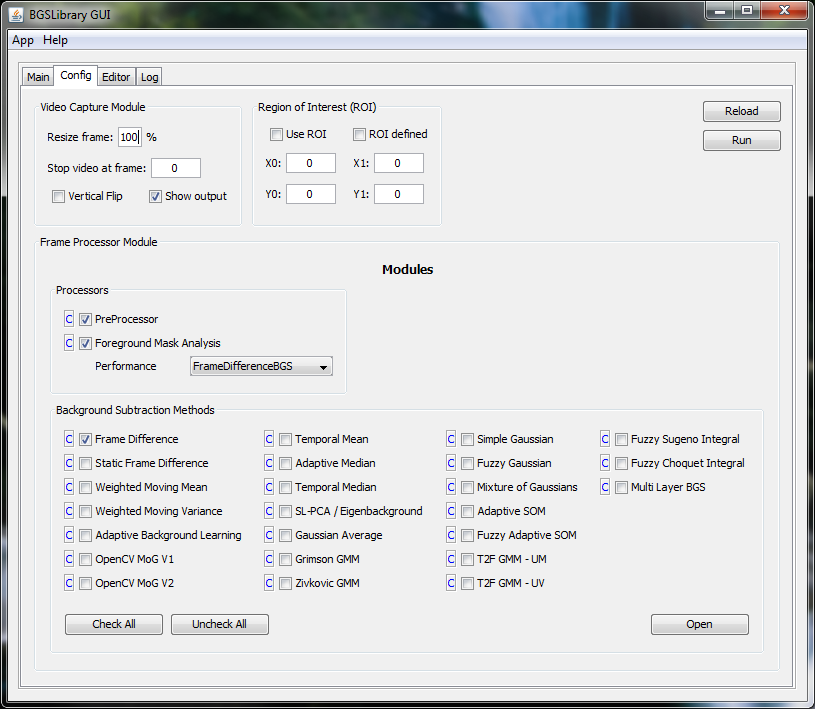 BGSLibrary GUI
App Help
Main Config Editor Log
Video Capture Module
Resize frame: 100 %
Stop video at frame: 0
Vertical Flip Show output
Region of Interest (ROI)
Use ROI ROI defined
X0: 0 X1: 0
Y0: 0 Y1: 0
Reload
Run
Frame Processor Module
Modules
Processors
C PreProcessor
C Foreground Mask Analysis
Performance FrameDifferenceBGS
Background Subtraction Methods
C Frame Difference C Temporal Mean C Simple Gaussian C Fuzzy Sugeno Integral
C Static Frame Difference C Adaptive Median C Fuzzy Gaussian C Fuzzy Choquet Integral
C Weighted Moving Mean C Temporal Median C Mixture of Gaussians C Multi Layer BGS
C Weighted Moving Variance C SL-PCA / Eigenbackground C Adaptive SOM
C Adaptive Background Learning C Gaussian Average C Fuzzy Adaptive SOM
C OpenCV MoG V1 C Grimson GMM C T2F GMM - UM
C OpenCV MoG V2 C Zivkovic GMM C T2F GMM - UV
Check All Uncheck All Open